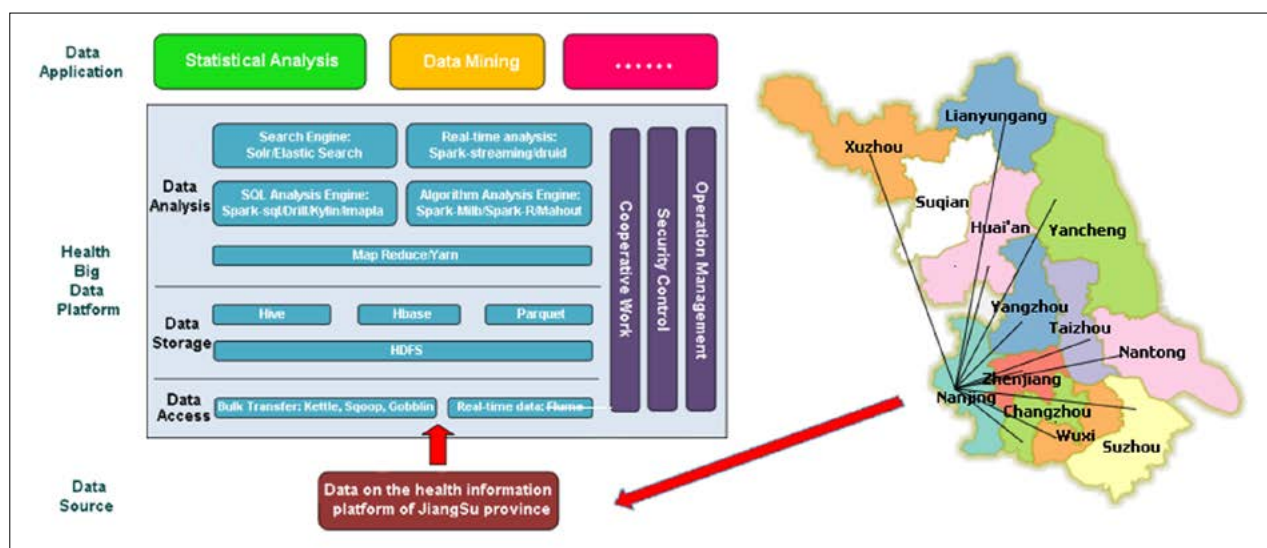 Data
Application
Statistical Analysis
Data Mining
......
Health
Big
Data
Platform
Data
Analysis
Search Engine:
Solr/Elastic Search
Real-time analysis:
Spark-streaming/druid
SQL Analysis Engine:
Spark-sql/Drill/Kylin/Imapla
Algorithm Analysis Engine:
Spark-Milb/Spark-R/Mahout
Map Reduce/Yarn
Data
Storage
Hive
Hbase
Parquet
HDFS
Data
Access
Bulk Transfer: Kettle, Sqoop, Gobblin
Real-time data: Flume
Cooperative Work
Security Control
Operation Management
Data
Source
Data on the health information
platform of JiangSu province
Lianyungang
Xuzhou
Suqian
Huai'an
Yancheng
Yangzhou
Taizhou
Nantong
Zhenjiang
Nanjing
Changzhou
Wuxi
Suzhou